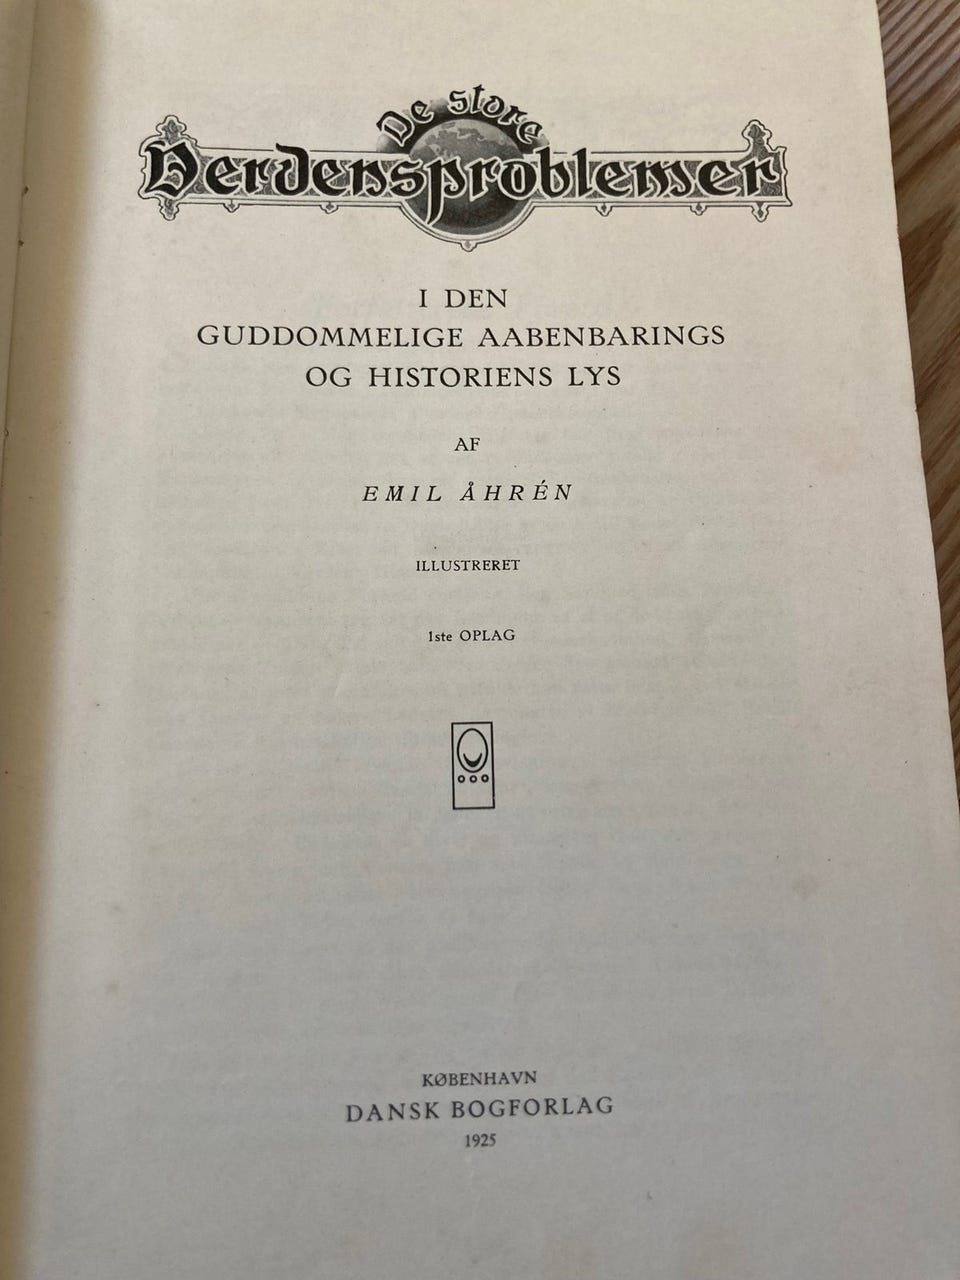 De store
Verdensproblemer
I DEN
GUDDOMMELIGE AABENBARINGS
OG HISTORIENS LYS
AF
EMIL ÅHRÉN
ILLUSTRERET
1ste OPLAG
KØBENHAVN
DANSK BOGFORLAG
1925